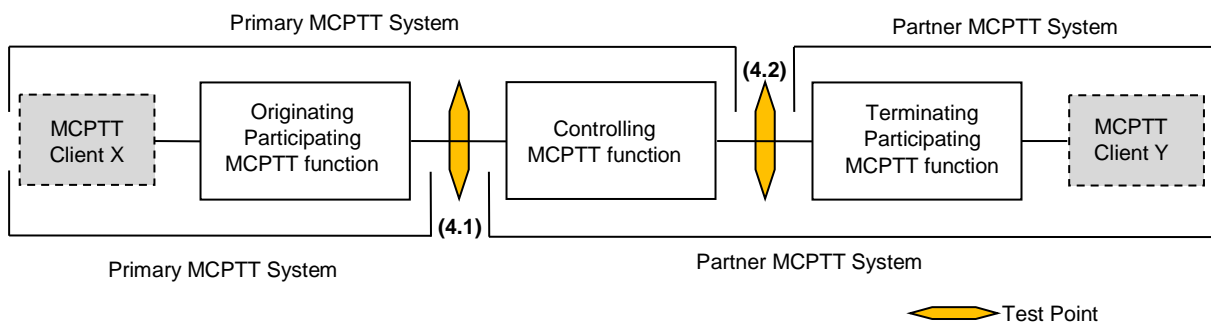 Primary MCPTT System
Partner MCPTT System
(4.2)
MCPTT
Client X
Originating
Participating
MCPTT function
Controlling
MCPTT function
Terminating
Participating
MCPTT function
MCPTT
Client Y
(4.1)
Primary MCPTT System
Partner MCPTT System
Test Point